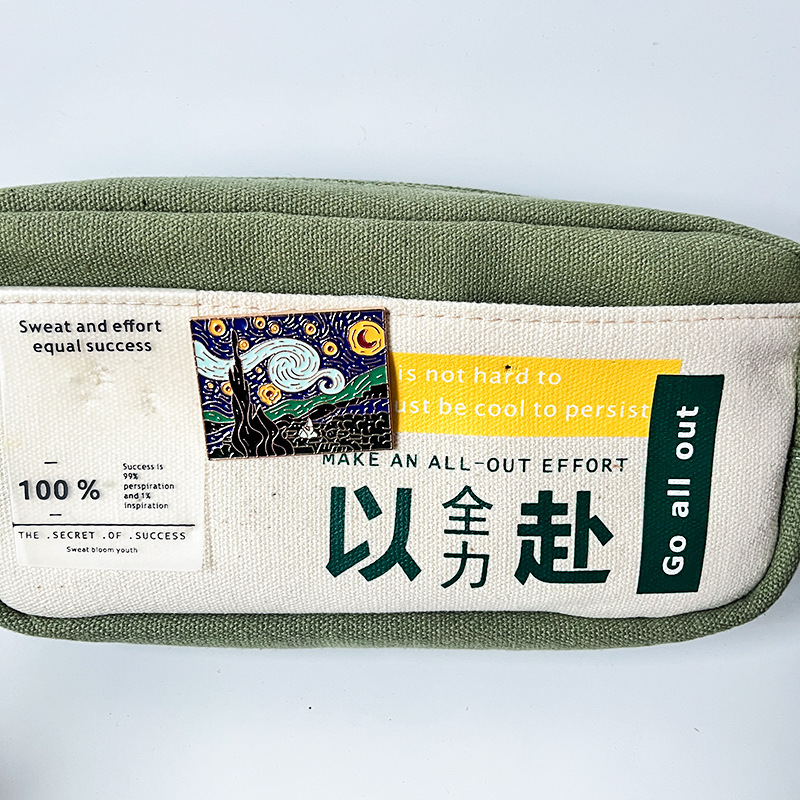 Sweat and effort
equal success
100 %
Success is
99%
perspiration
and 1%
inspiration
THE .SECRET .OF .SUCCESS
Sweat bloom youth
is not hard to
must be cool to persist
MAKE AN ALL-OUT EFFORT
以全力赴
Go all out